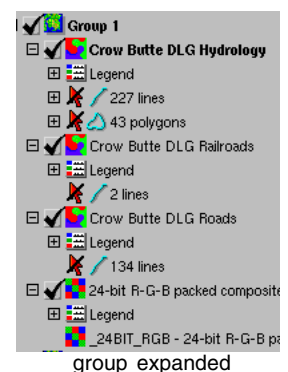 Group 1
Crow Butte DLG Hydrology
Legend
227 lines
43 polygons
Crow Butte DLG Railroads
Legend
2 lines
Crow Butte DLG Roads
Legend
134 lines
24-bit R-G-B packed composite
Legend
_24BIT_RGB - 24-bit R-G-B pa
group expanded